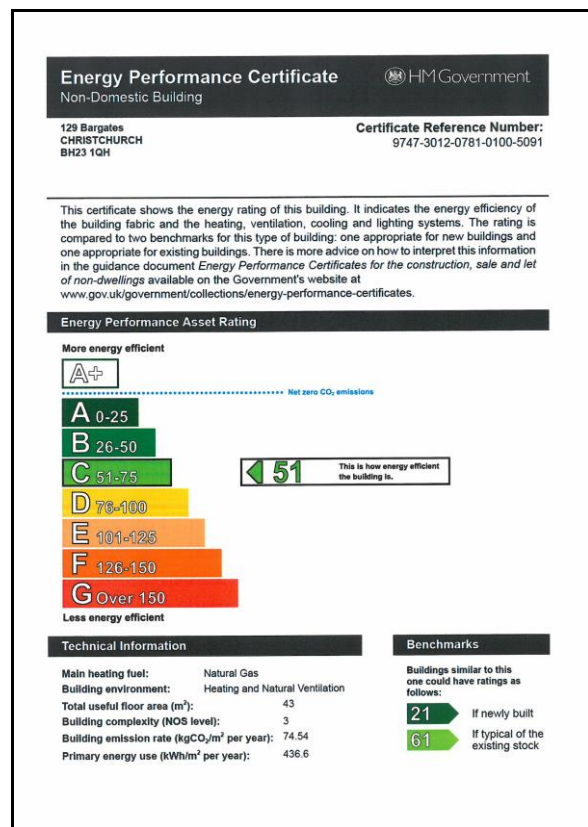 Energy Performance Certificate
HM Government
Non-Domestic Building
129 Bargates
CHRISTCHURCH
BH23 1QH
Certificate Reference Number:
9747-3012-0781-0100-5091
This certificate shows the energy rating of this building. It indicates the energy efficiency of
the building fabric and the heating, ventilation, cooling and lighting systems. The rating is
compared to two benchmarks for this type of building: one appropriate for new buildings and
one appropriate for existing buildings. There is more advice on how to interpret this information
in the guidance document Energy Performance Certificates for the construction, sale and let
of non-dwellings available on the Government's website at
www.gov.uk/government/collections/energy-performance-certificates.
Energy Performance Asset Rating
More energy efficient
A+
Net zero CO₂ emissions
A 0-25
B 26-50
C 51-75
51
This is how energy efficient
the building is.
D 76-100
E 101-125
F 126-150
G Over 150
Less energy efficient
Technical Information
Main heating fuel: Natural Gas
Building environment: Heating and Natural Ventilation
Total useful floor area (m²): 43
Building complexity (NOS level): 3
Building emission rate (kgCO₂/m² per year): 74.54
Primary energy use (kWh/m² per year): 436.6
Benchmarks
Buildings similar to this
one could have ratings as
follows:
21 If newly built
61 If typical of the
existing stock